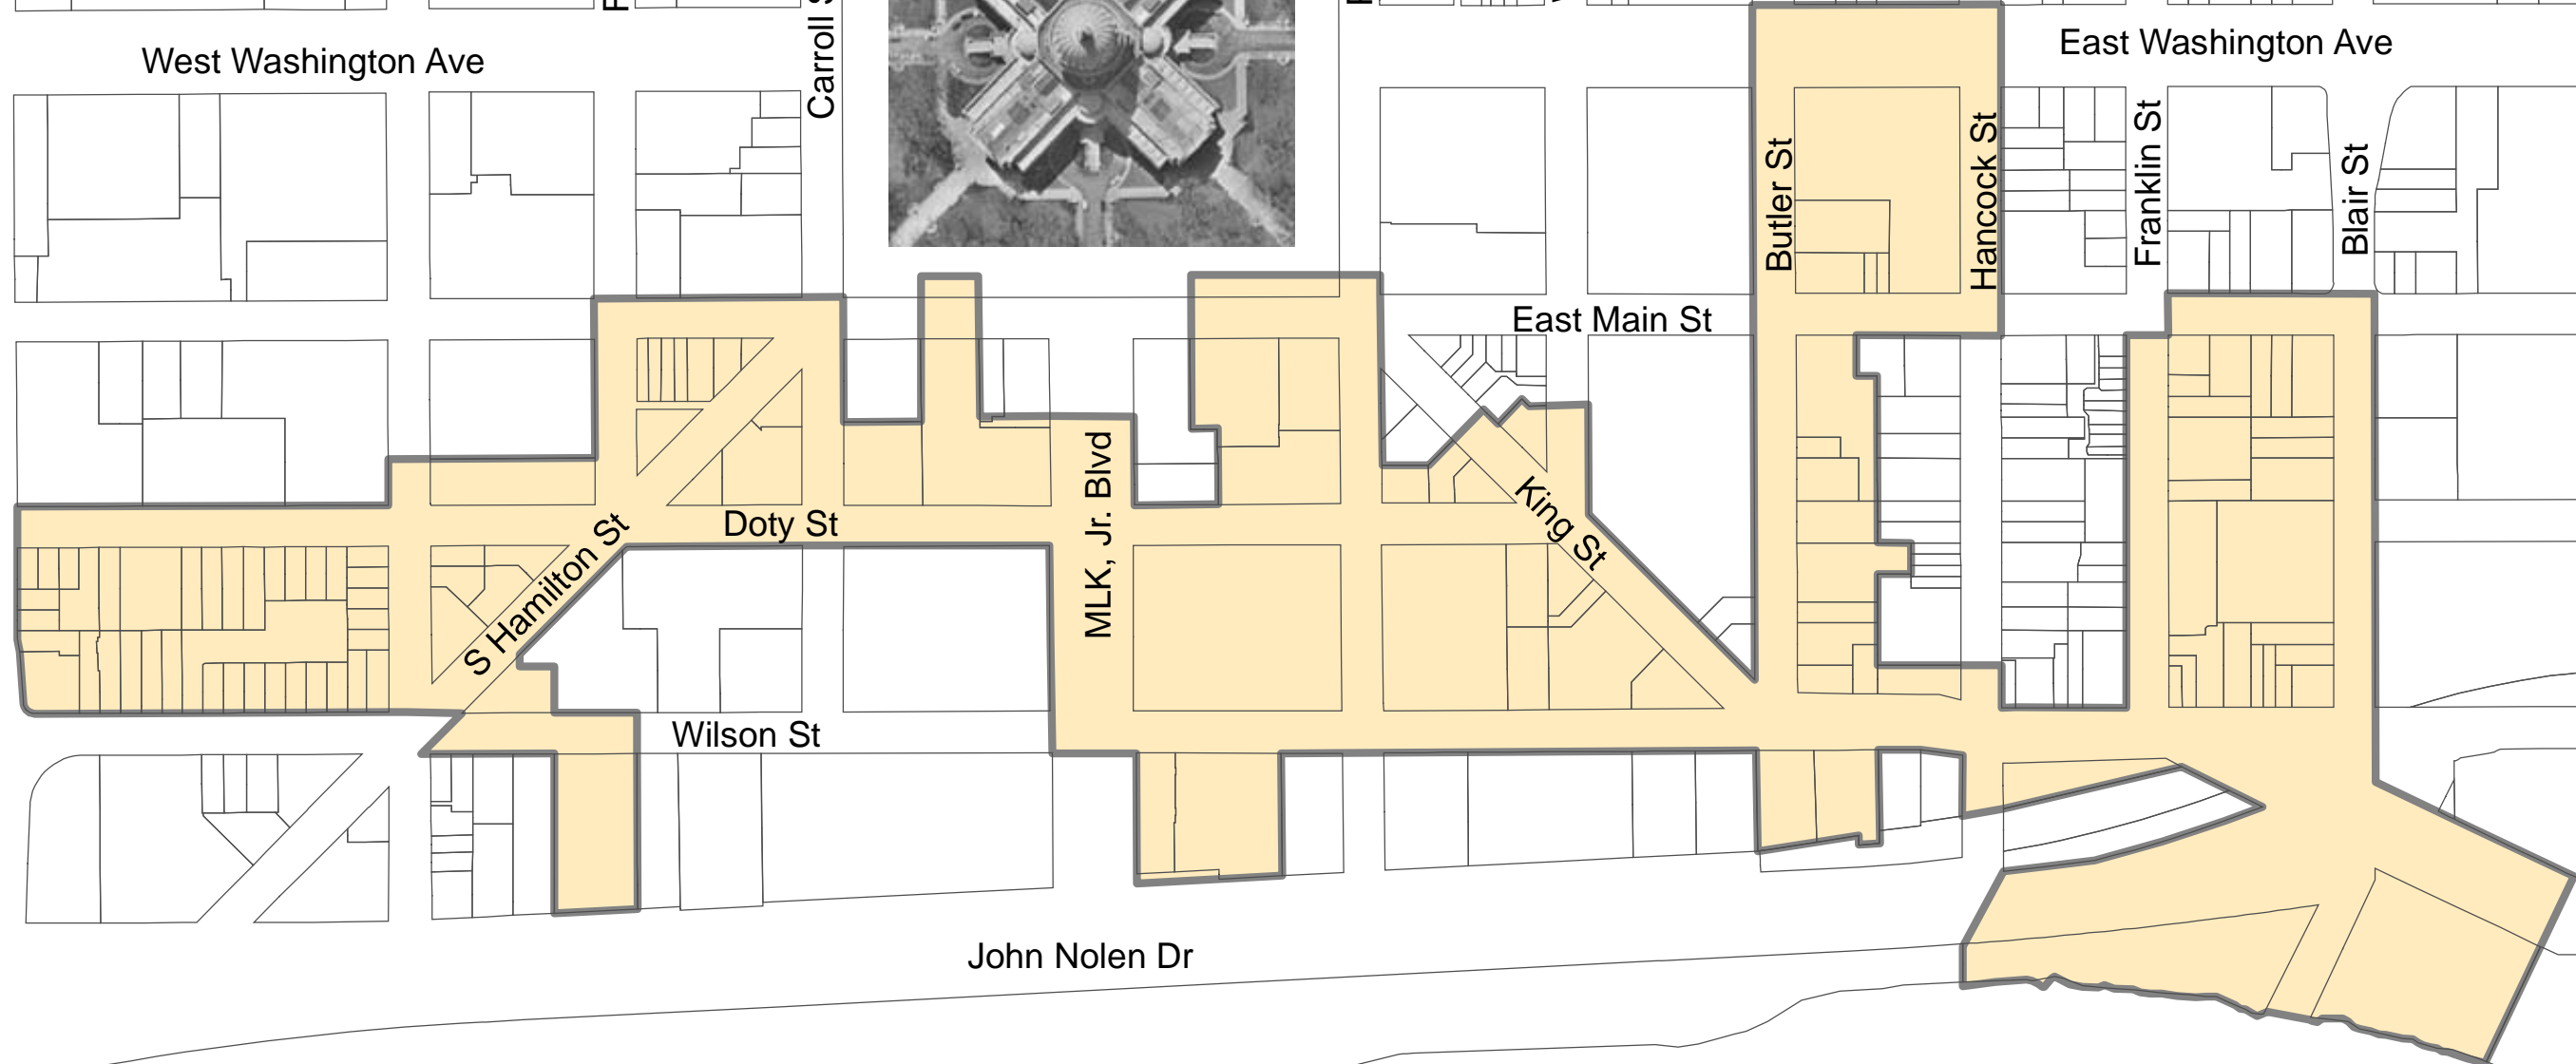 West Washington Ave
Carroll
East Washington Ave
Butler St
Hancock St
Franklin St
Blair St
East Main St
S Hamilton St
Doty St
MLK, Jr. Blvd
King St
Wilson St
John Nolen Dr